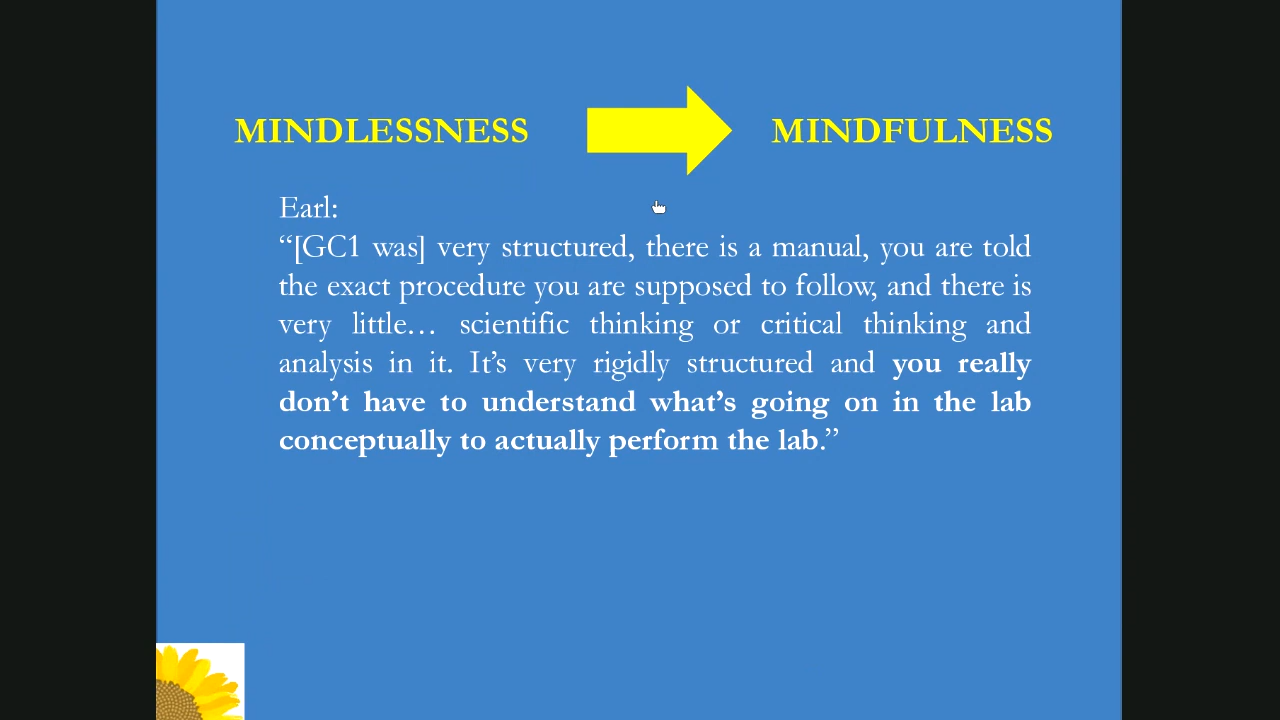 MINDLESSNESS MINDFULNESS
Earl:
“[GC1 was] very structured, there is a manual, you are told
the exact procedure you are supposed to follow, and there is
very little… scientific thinking or critical thinking and
analysis in it. It’s very rigidly structured and you really
don’t have to understand what’s going on in the lab
conceptually to actually perform the lab.”